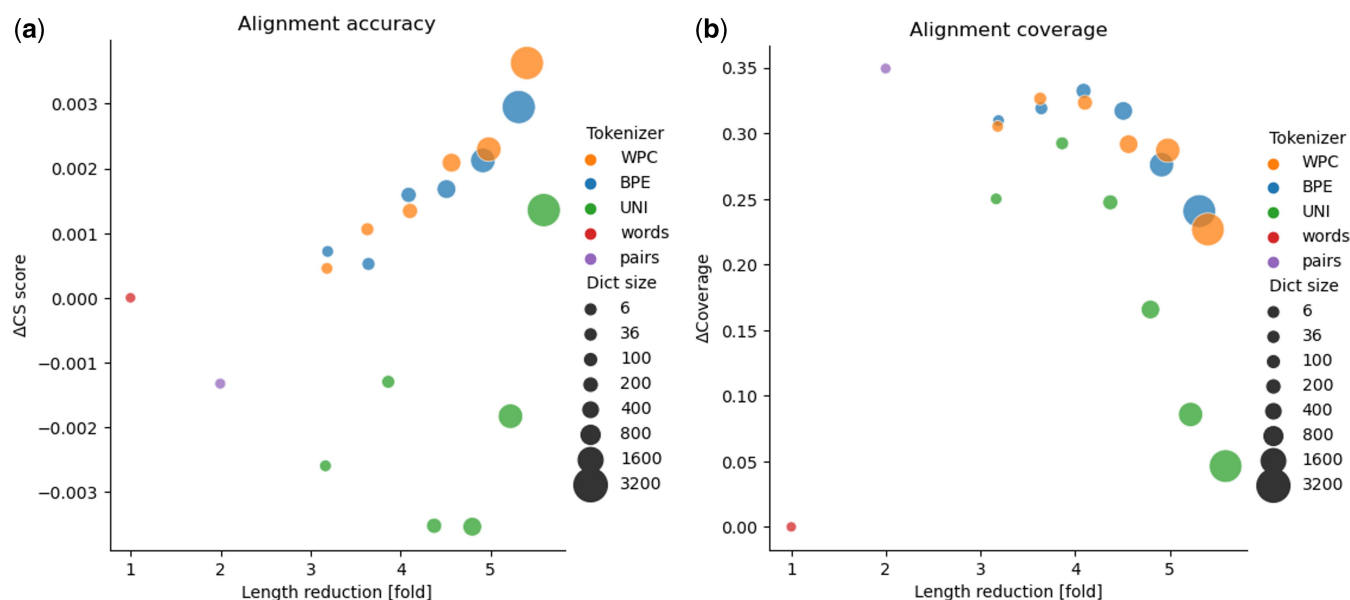 (a)
Alignment accuracy
ΔCS score
0.003
0.002
0.001
0.000
−0.001
−0.002
−0.003
1
2
3
4
5
Length reduction [fold]
Tokenizer
WPC
BPE
UNI
words
pairs
Dict size
6
36
100
200
400
800
1600
3200
(b)
Alignment coverage
ΔCoverage
0.35
0.30
0.25
0.20
0.15
0.10
0.05
0.00
1
2
3
4
5
Length reduction [fold]
Tokenizer
WPC
BPE
UNI
words
pairs
Dict size
6
36
100
200
400
800
1600
3200